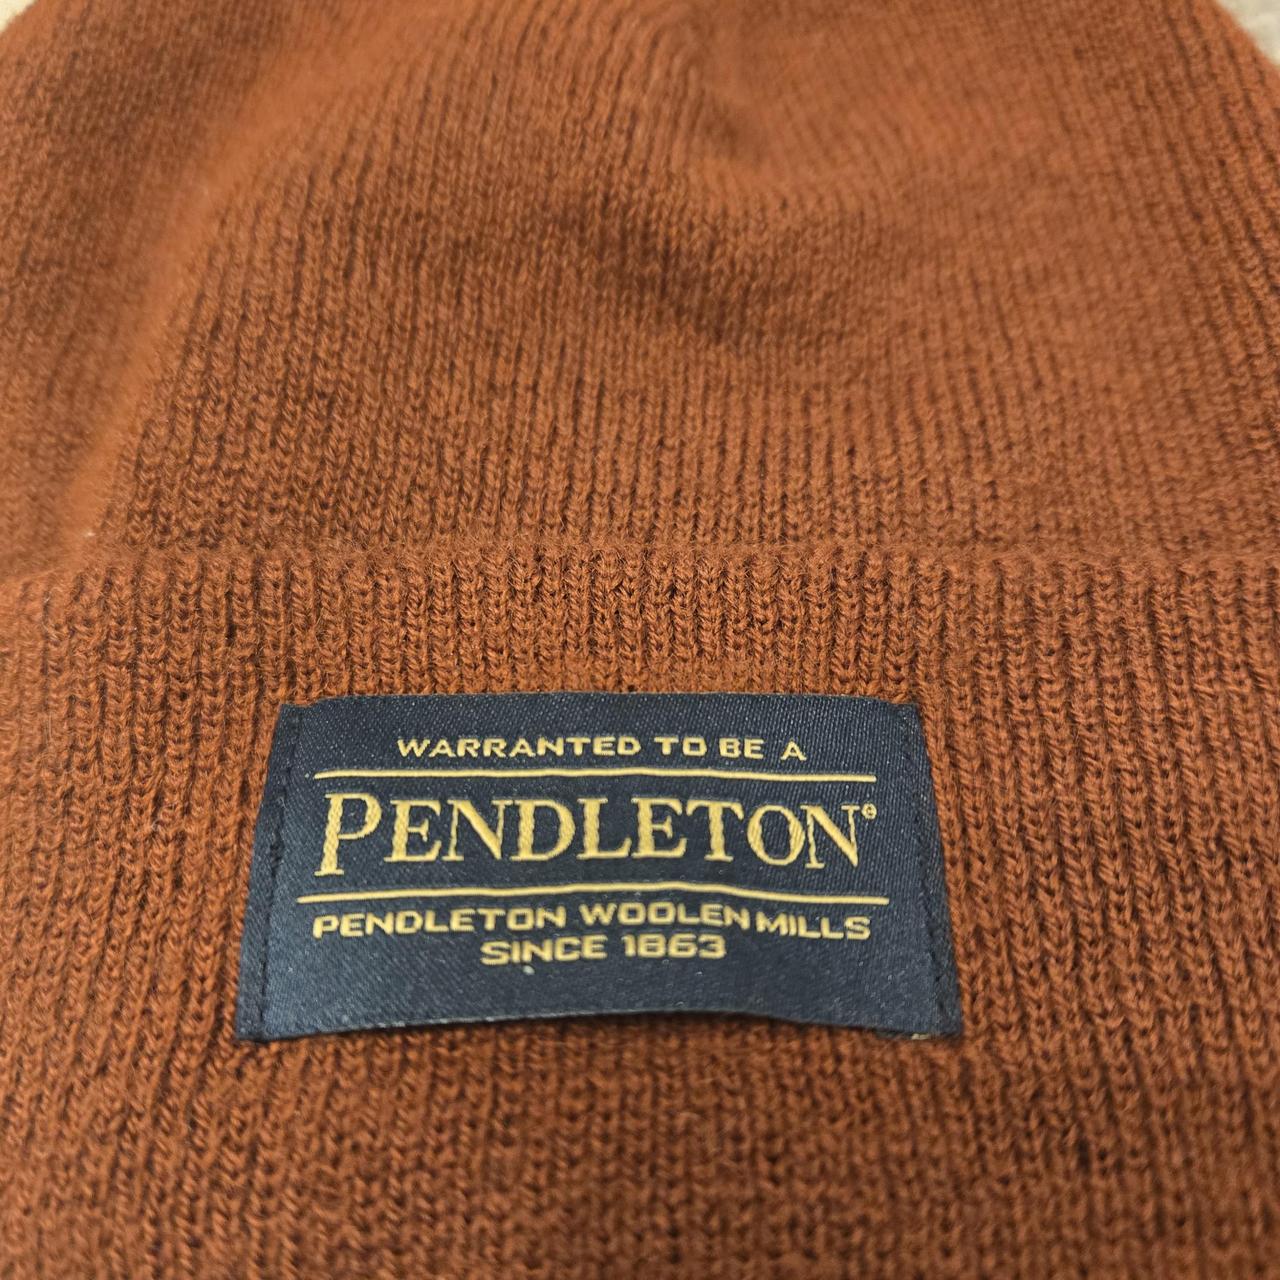 WARRANTED TO BE A
PENDLETON®
PENDLETON WOOLEN MILLS
SINCE 1863